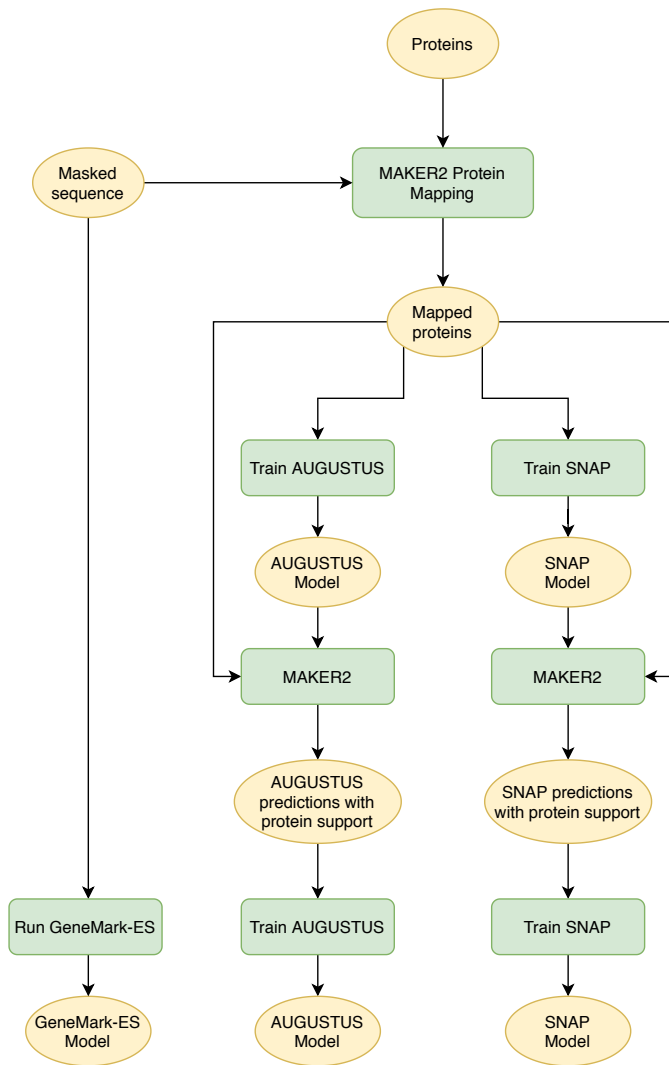 Proteins
Masked
sequence
MAKER2 Protein
Mapping
Mapped
proteins
Train AUGUSTUS
Train SNAP
AUGUSTUS
Model
SNAP
Model
MAKER2
MAKER2
AUGUSTUS
predictions with
protein support
SNAP predictions
with protein support
Run GeneMark-ES
Train AUGUSTUS
Train SNAP
GeneMark-ES
Model
AUGUSTUS
Model
SNAP
Model